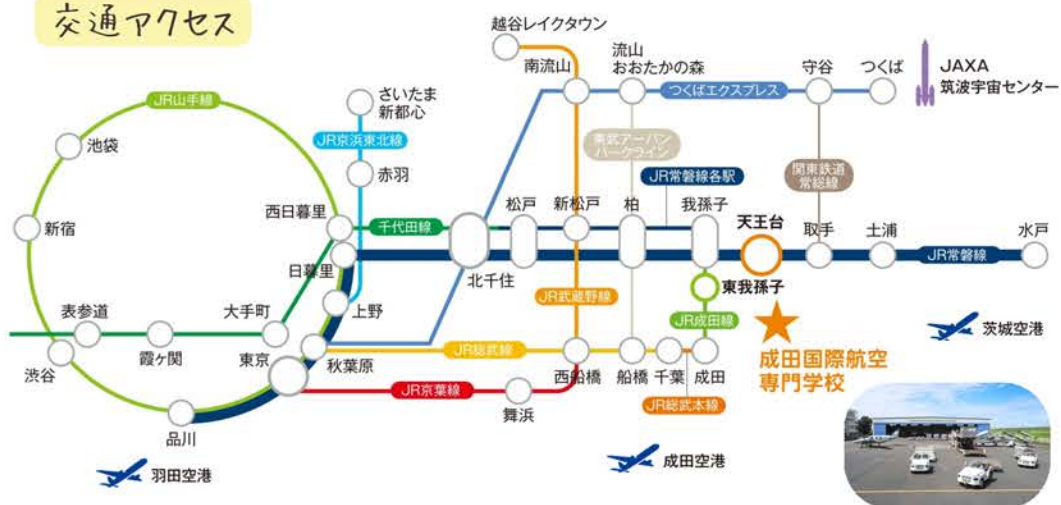 交通アクセス
越谷レイクタウン
南流山
流山
おおたかの森
つくばエクスプレス
守谷
つくば
JAXA
筑波宇宙センター
JR山手線
さいたま
新都心
JR京浜東北線
東武アーバン
パークライン
関東鉄道
常総線
池袋
赤羽
JR常磐線各駅
新宿
西日暮里
千代田線
松戸
新松戸
柏
我孫子
天王台
取手
土浦
水戸
日暮里
北千住
JR常磐線
表参道
霞ヶ関
大手町
上野
JR武蔵野線
東我孫子
JR成田線
茨城空港
渋谷
東京
秋葉原
JR総武線
西船橋
船橋
千葉
成田
成田国際航空
専門学校
JR京葉線
舞浜
JR総武本線
品川
羽田空港
成田空港